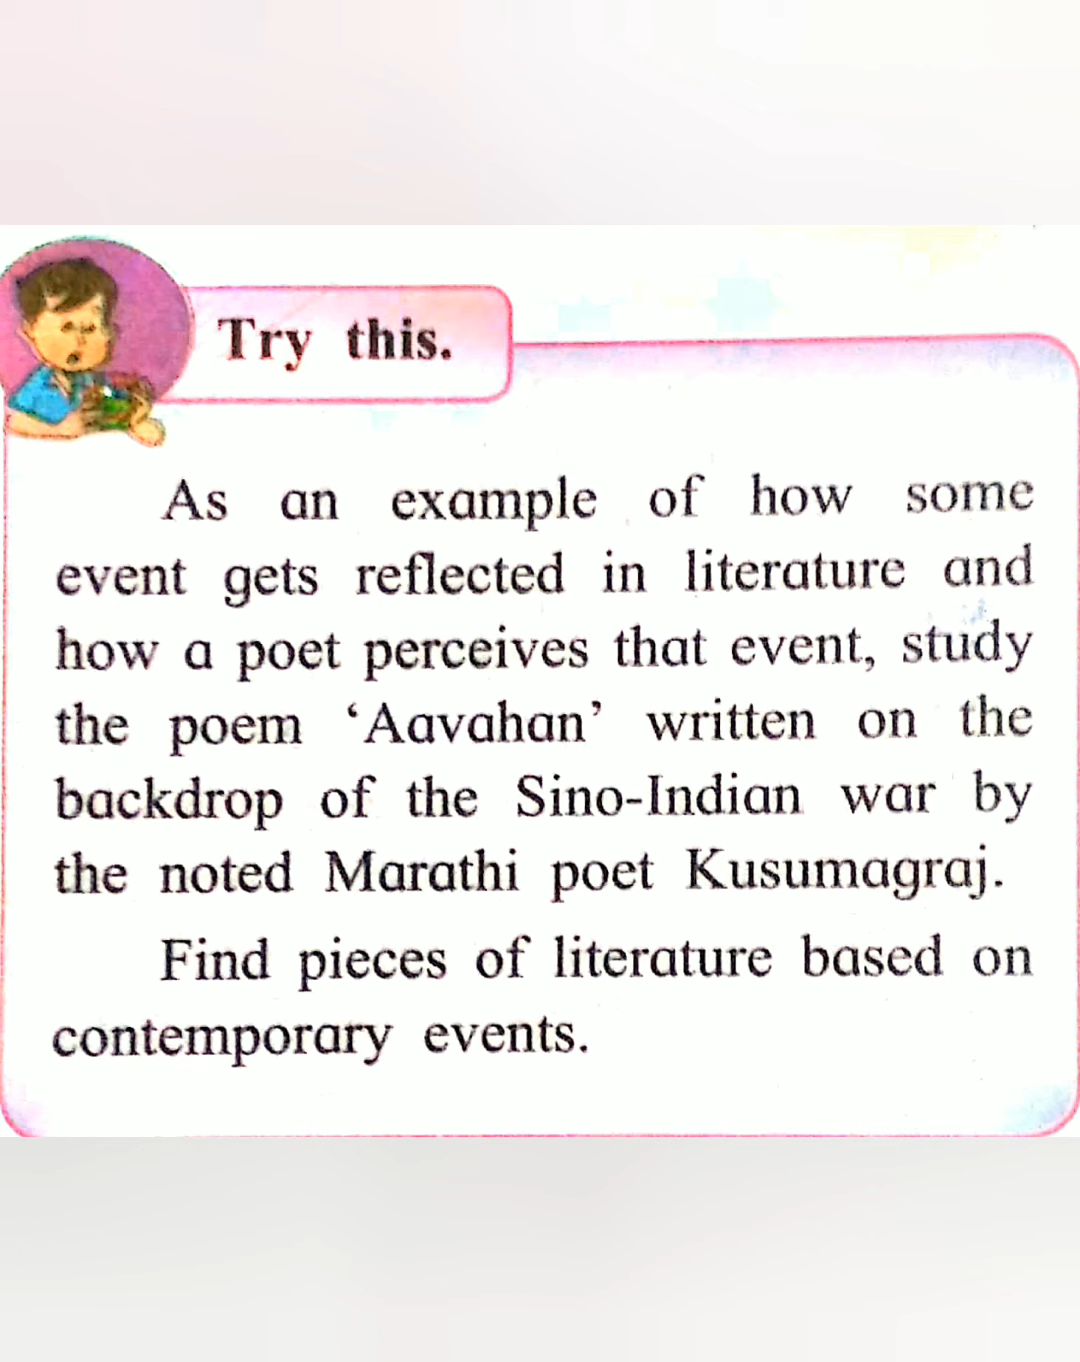 Try this.
As an example of how some
event gets reflected in literature and
how a poet perceives that event, study
the poem ‘Aavahan’ written on the
backdrop of the Sino-Indian war by
the noted Marathi poet Kusumagraj.
Find pieces of literature based on
contemporary events.